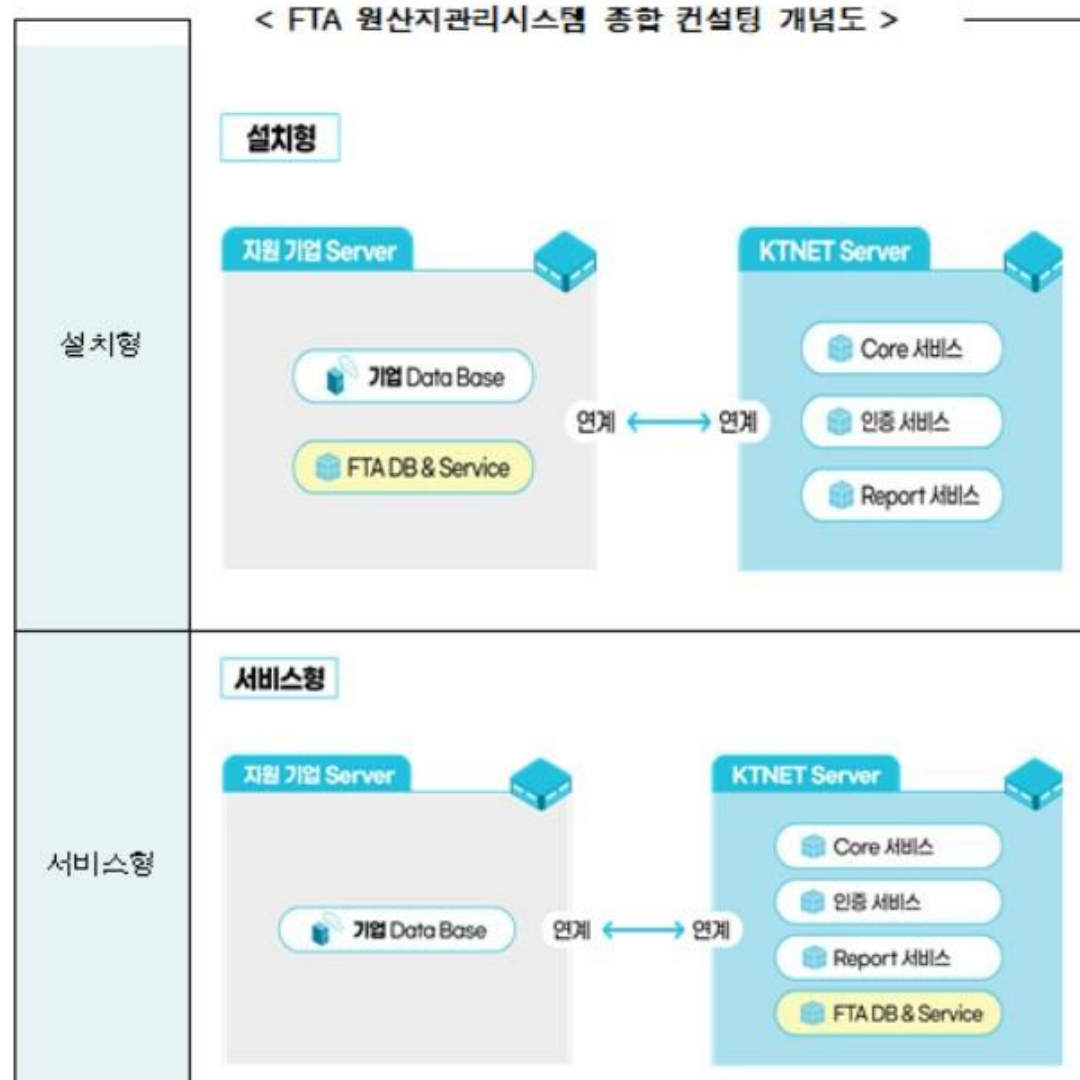 < FTA 원산지관리시스템 종합 컨설팅 개념도 >
설치형
설치형
지원 기업 Server
기업 Data Base
FTA DB & Service
연계
연계
KTNET Server
Core 서비스
인증 서비스
Report 서비스
서비스형
서비스형
지원 기업 Server
기업 Data Base
연계
연계
KTNET Server
Core 서비스
인증 서비스
Report 서비스
FTA DB & Service